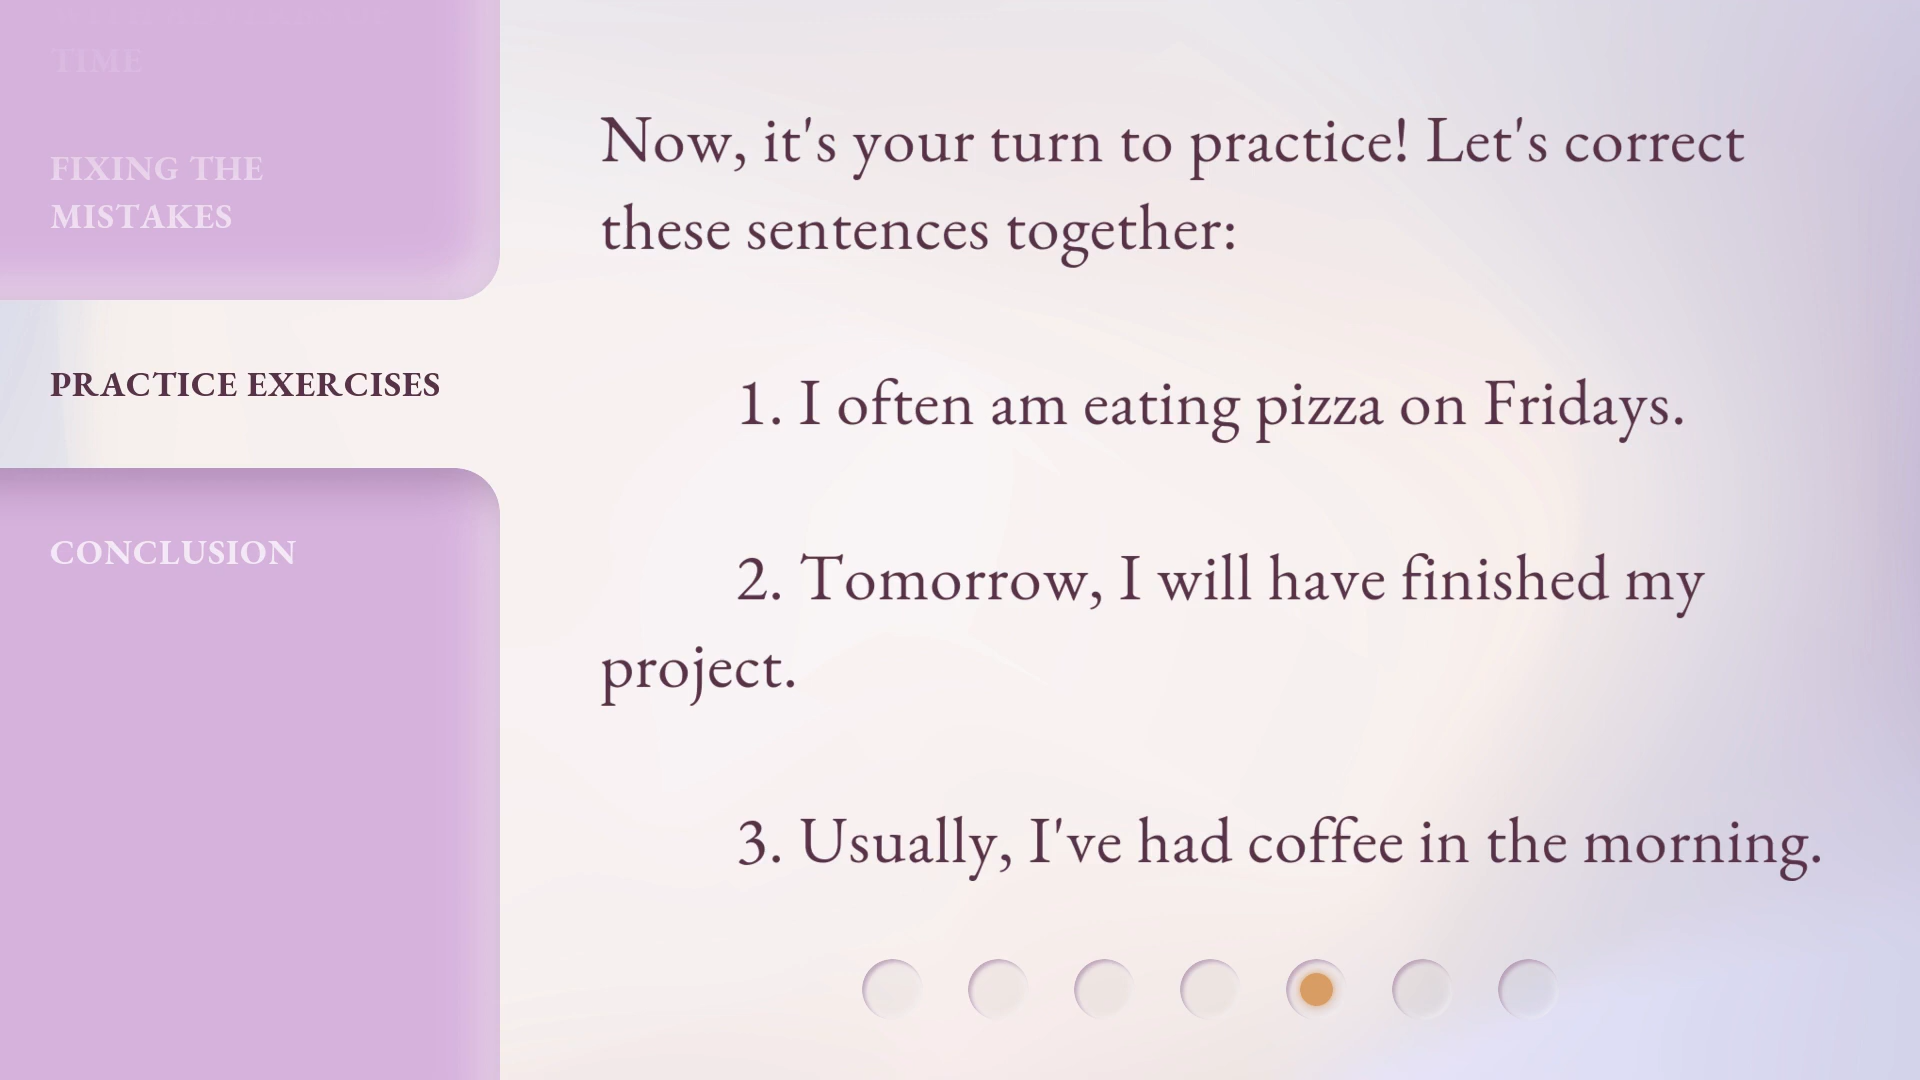 TIME
FIXING THE
MISTAKES
PRACTICE EXERCISES
CONCLUSION
Now, it's your turn to practice! Let's correct
these sentences together:
1. I often am eating pizza on Fridays.
2. Tomorrow, I will have finished my
project.
3. Usually, I've had coffee in the morning.